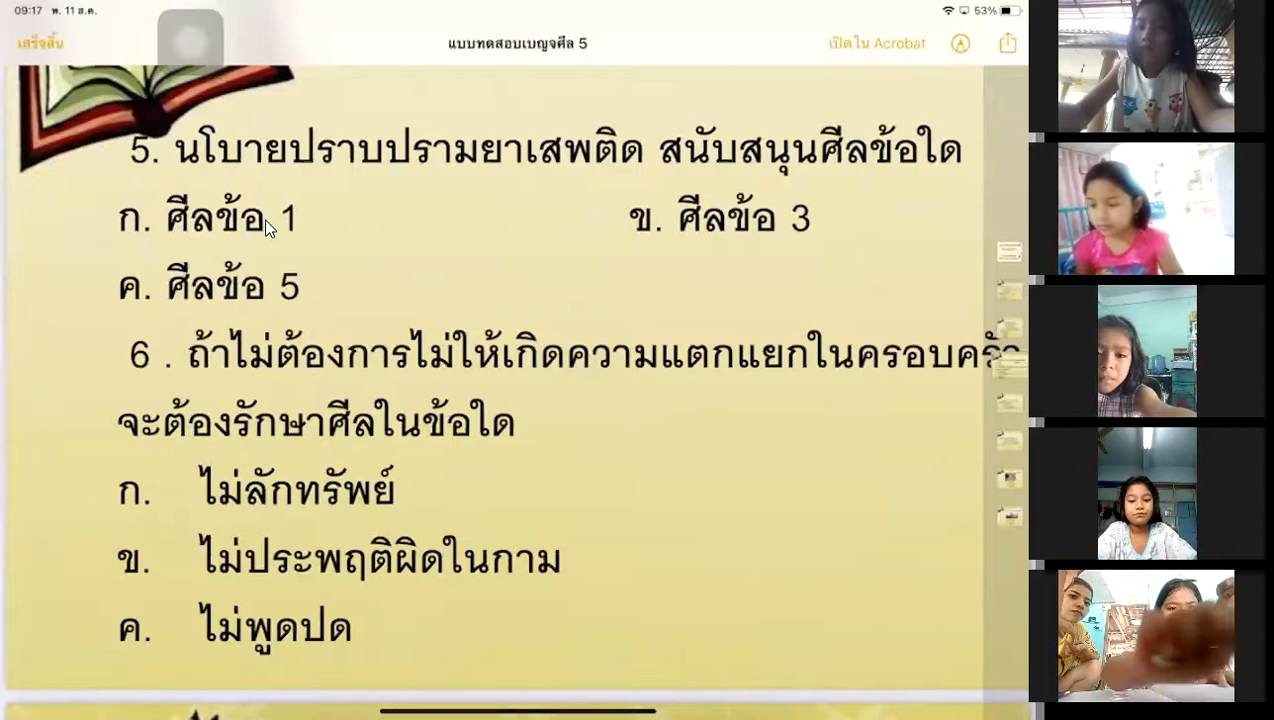 09:17 พ. 11 ส.ค.
53%
เสร็จสิ้น
แบบทดสอบเบญจศีล 5
เปิดใน Acrobat
5. นโบายปราบปรามยาเสพติด สนับสนุนศีลข้อใด
ก. ศีลข้อ 1
ข. ศีลข้อ 3
ค. ศีลข้อ 5
6 . ถ้าไม่ต้องการไม่ให้เกิดความแตกแยกในครอบครัว
จะต้องรักษาศีลในข้อใด
ก. ไม่ลักทรัพย์
ข. ไม่ประพฤติผิดในกาม
ค. ไม่พูดปด